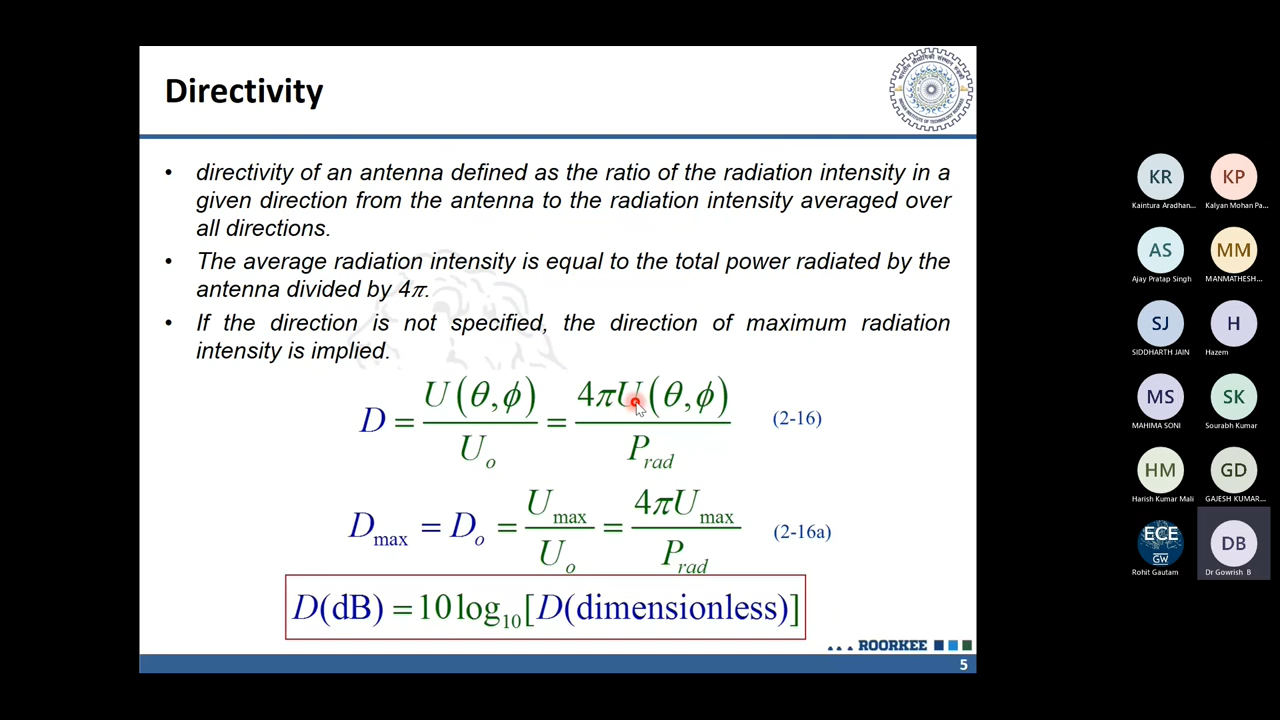 Directivity
• directivity of an antenna defined as the ratio of the radiation intensity in a
given direction from the antenna to the radiation intensity averaged over
all directions.
• The average radiation intensity is equal to the total power radiated by the
antenna divided by 4π.
• If the direction is not specified, the direction of maximum radiation
intensity is implied.
D = U(θ,ϕ) / U_o = 4πU(θ,ϕ) / P_rad (2-16)
D_max = D_o = U_max / U_o = 4πU_max / P_rad (2-16a)
D(dB) = 10 log_10 [D(dimensionless)]
ROORKEE
5
KR
Kaintura Aradhan...
KP
Kalyan Mohan Pa...
AS
Ajay Pratap Singh
MM
MANMATHESH...
SJ
SIDDHARTH JAIN
H
Hazem
MS
MAHIMA SONI
SK
Sourabh Kumar
HM
Harish Kumar Mali
GD
GAJESH KUMAR...
ECE
GW
Rohit Gautam
DB
Dr Gowrish B